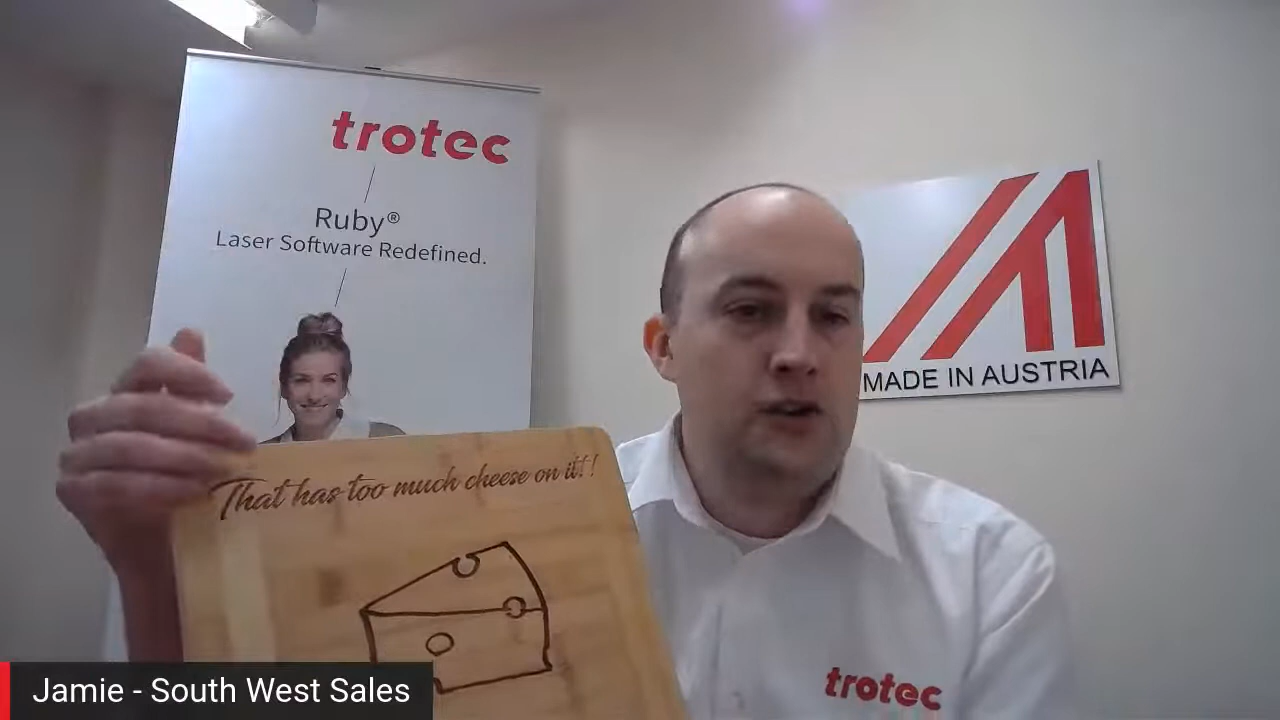 trotec
Ruby®
Laser Software Redefined.
MADE IN AUSTRIA
That has too much cheese on it!!
trotec
Jamie - South West Sales